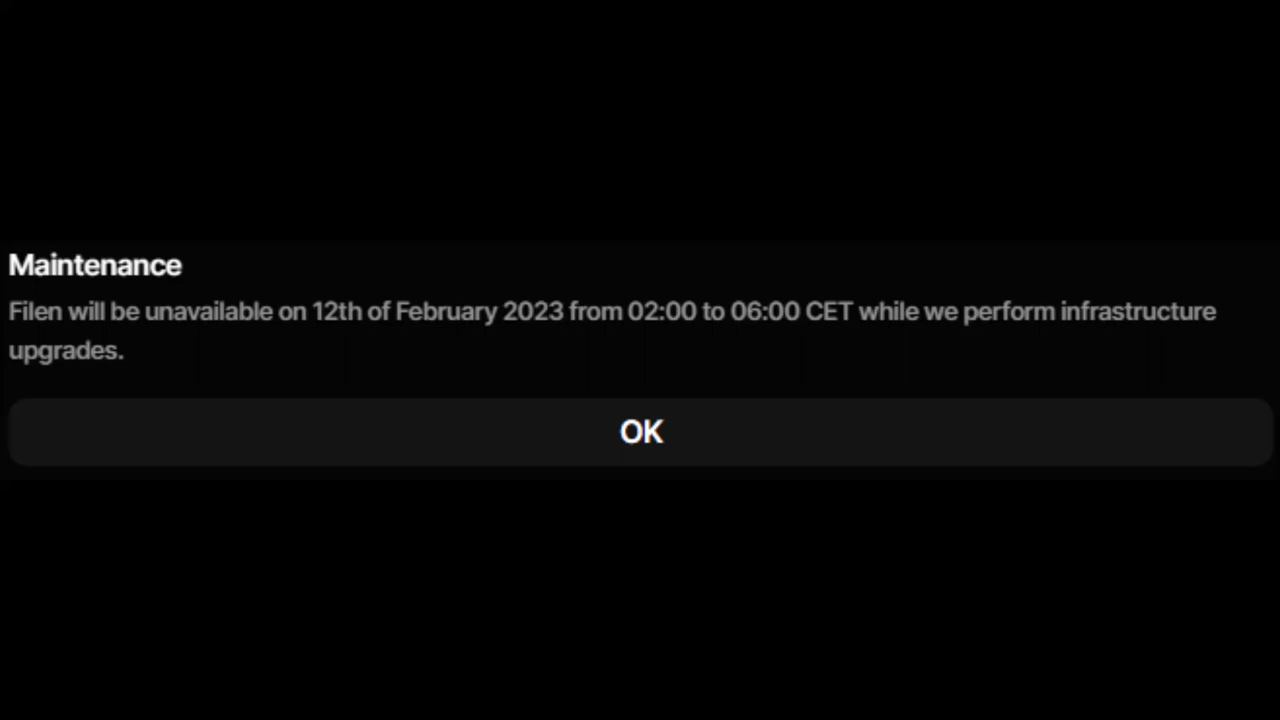 Maintenance
Filen will be unavailable on 12th of February 2023 from 02:00 to 06:00 CET while we perform infrastructure
upgrades.
OK